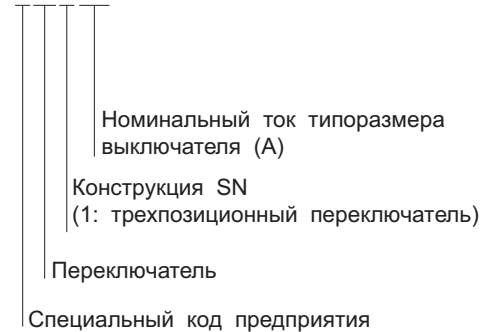 Номинальный ток типоразмера
выключателя (А)
Конструкция SN
(1: трехпозиционный переключатель)
Переключатель
Специальный код предприятия